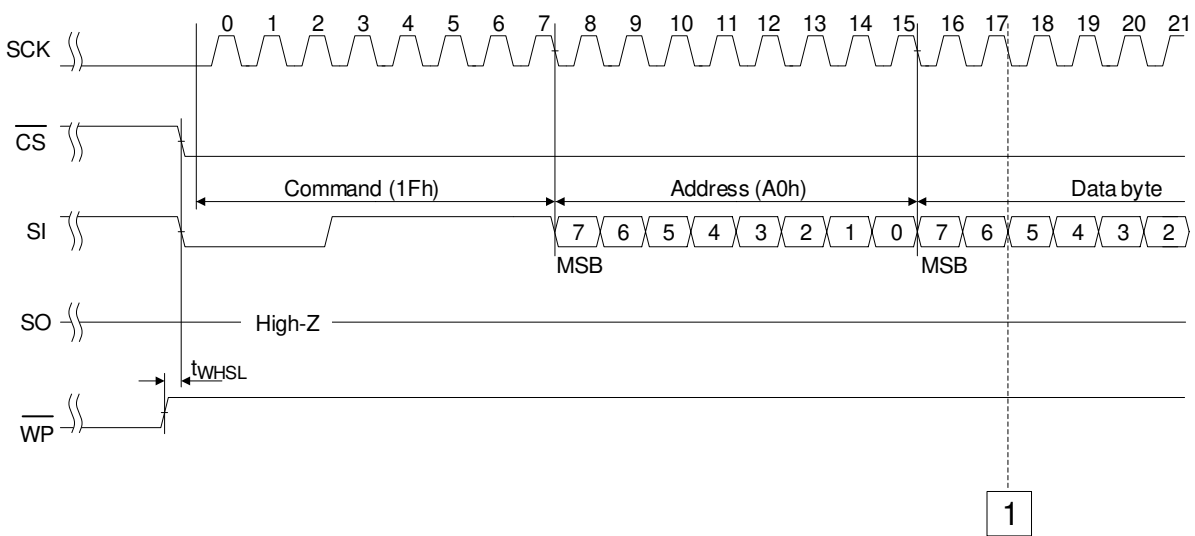 0 1 2 3 4 5 6 7 8 9 10 11 12 13 14 15 16 17 18 19 20 21
SCK
CS
Command (1Fh) Address (A0h) Data byte
SI 7 6 5 4 3 2 1 0 7 6 5 4 3 2
MSB MSB
SO High-Z
tWHSL
WP
1